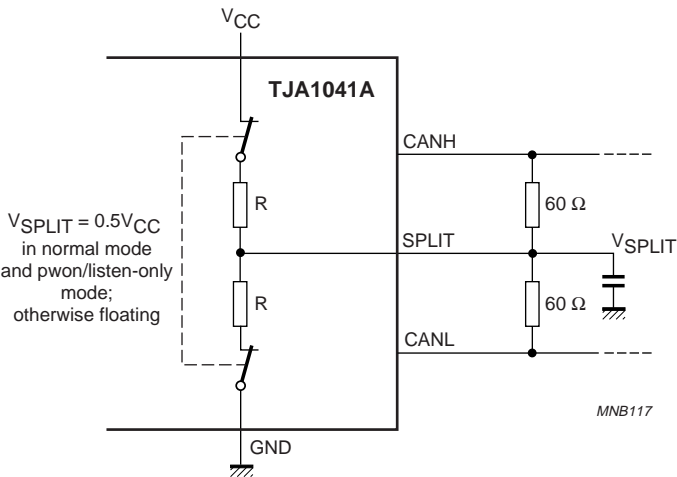 VCC
TJA1041A
CANH
R
60 Ω
VSPLIT = 0.5VCC
in normal mode
and pwon/listen-only
mode;
otherwise floating
SPLIT
VSPLIT
R
60 Ω
CANL
MNB117
GND